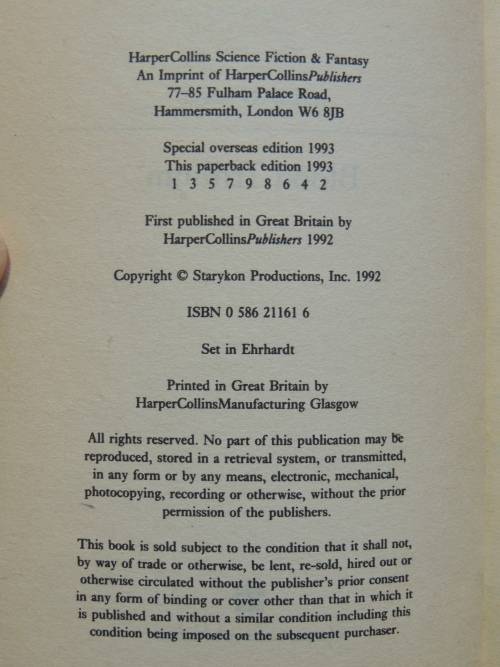 HarperCollins Science Fiction & Fantasy
An Imprint of HarperCollinsPublishers
77–85 Fulham Palace Road,
Hammersmith, London W6 8JB
Special overseas edition 1993
This paperback edition 1993
1 3 5 7 9 8 6 4 2
First published in Great Britain by
HarperCollinsPublishers 1992
Copyright © Starykon Productions, Inc. 1992
ISBN 0 586 21161 6
Set in Ehrhardt
Printed in Great Britain by
HarperCollinsManufacturing Glasgow
All rights reserved. No part of this publication may be
reproduced, stored in a retrieval system, or transmitted,
in any form or by any means, electronic, mechanical,
photocopying, recording or otherwise, without the prior
permission of the publishers.
This book is sold subject to the condition that it shall not,
by way of trade or otherwise, be lent, re-sold, hired out or
otherwise circulated without the publisher's prior consent
in any form of binding or cover other than that in which it
is published and without a similar condition including this
condition being imposed on the subsequent purchaser.